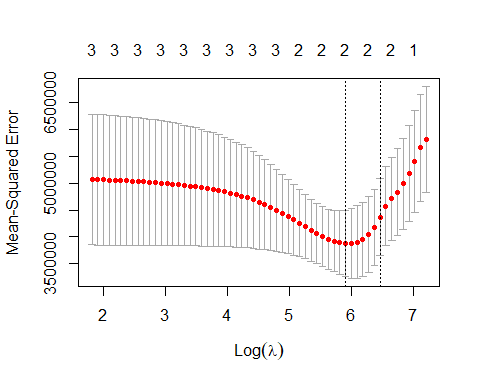 3 3 3 3 3 3 3 3 3 2 2 2 2 2 1
Mean-Squared Error
6500000
5000000
3500000
2 3 4 5 6 7
Log(λ)